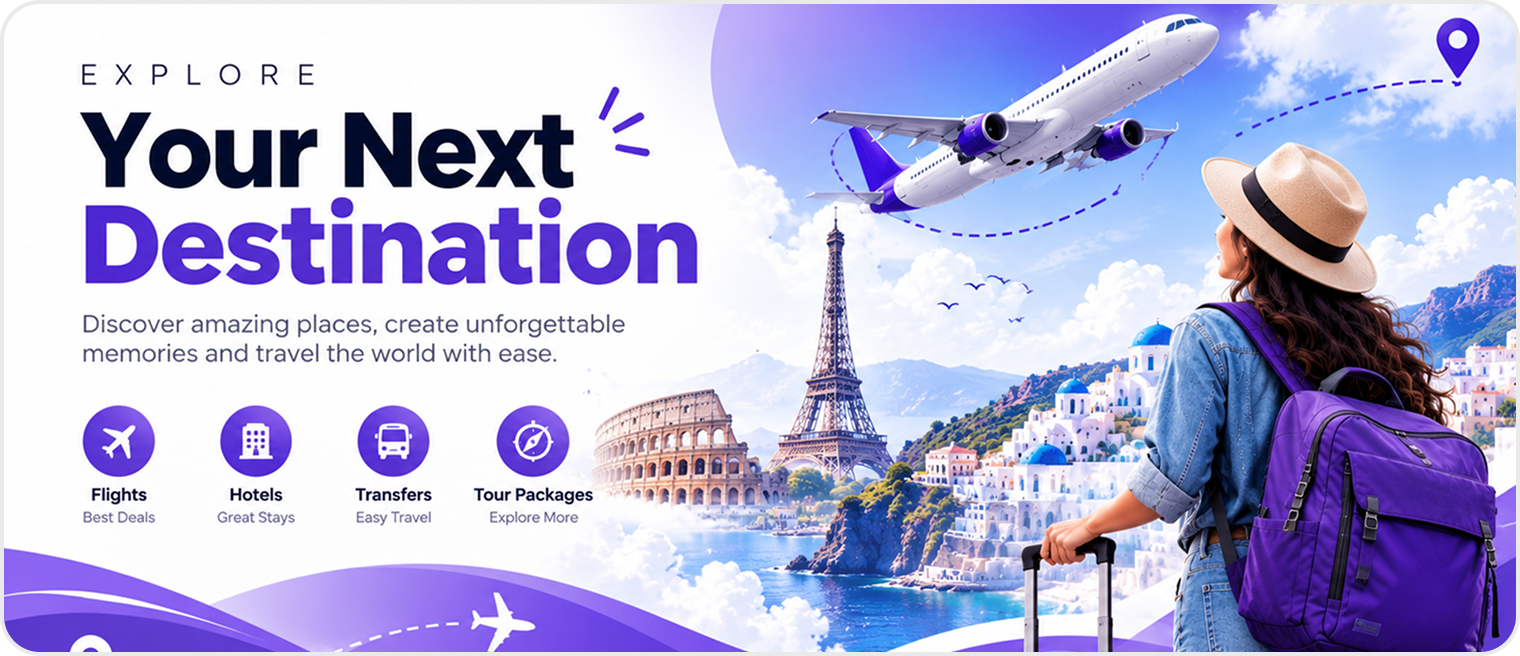 EXPLORE
Your Next
Destination
Discover amazing places, create unforgettable
memories and travel the world with ease.
Flights
Best Deals
Hotels
Great Stays
Transfers
Easy Travel
Tour Packages
Explore More